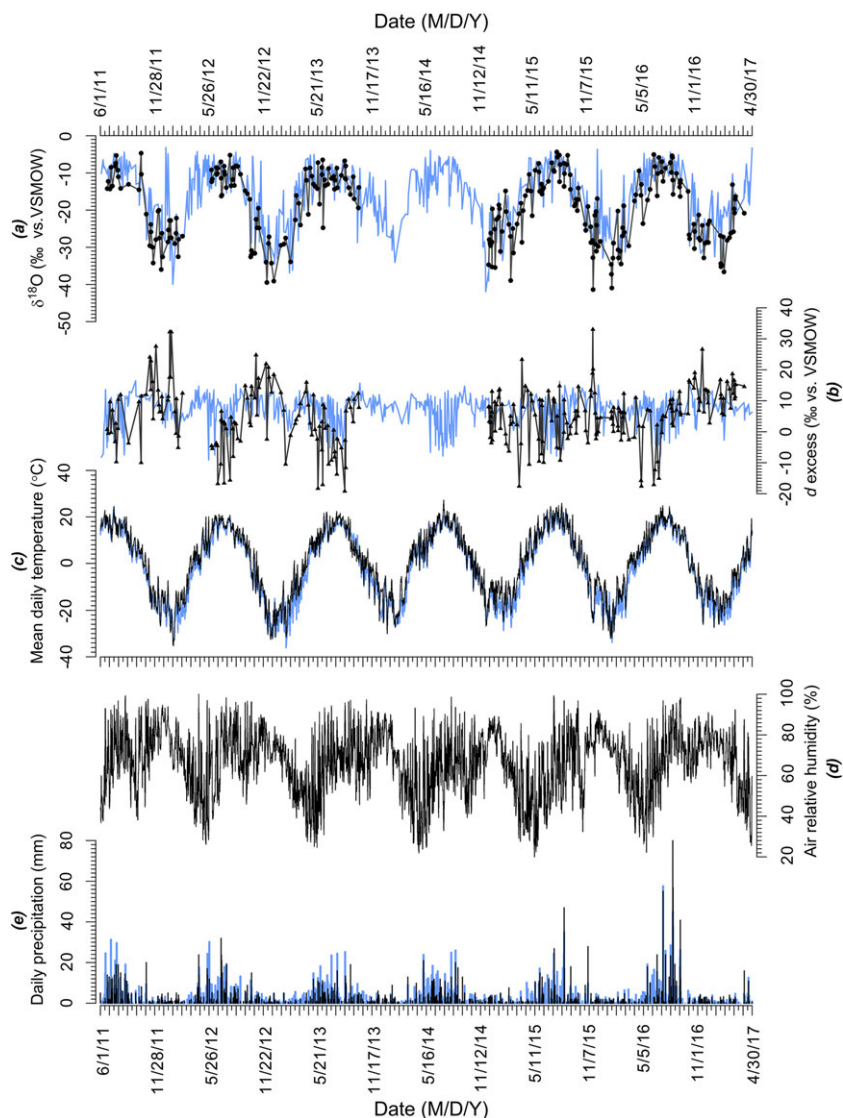 Date (M/D/Y)
6/1/11 11/28/11 5/26/12 11/22/12 5/21/13 11/17/13 5/16/14 11/12/14 5/11/15 11/7/15 5/5/16 11/1/16 4/30/17
(a)
δ18O (‰ vs.VSMOW)
0 -10 -20 -30 -40 -50
(b)
d excess (‰ vs. VSMOW)
40 30 20 10 0 -10 -20
(c)
Mean daily temperature (°C)
40 20 0 -20 -40
(d)
Air relative humidity (%)
100 80 60 40 20
(e)
Daily precipitation (mm)
80 60 40 20 0
6/1/11 11/28/11 5/26/12 11/22/12 5/21/13 11/17/13 5/16/14 11/12/14 5/11/15 11/7/15 5/5/16 11/1/16 4/30/17
Date (M/D/Y)